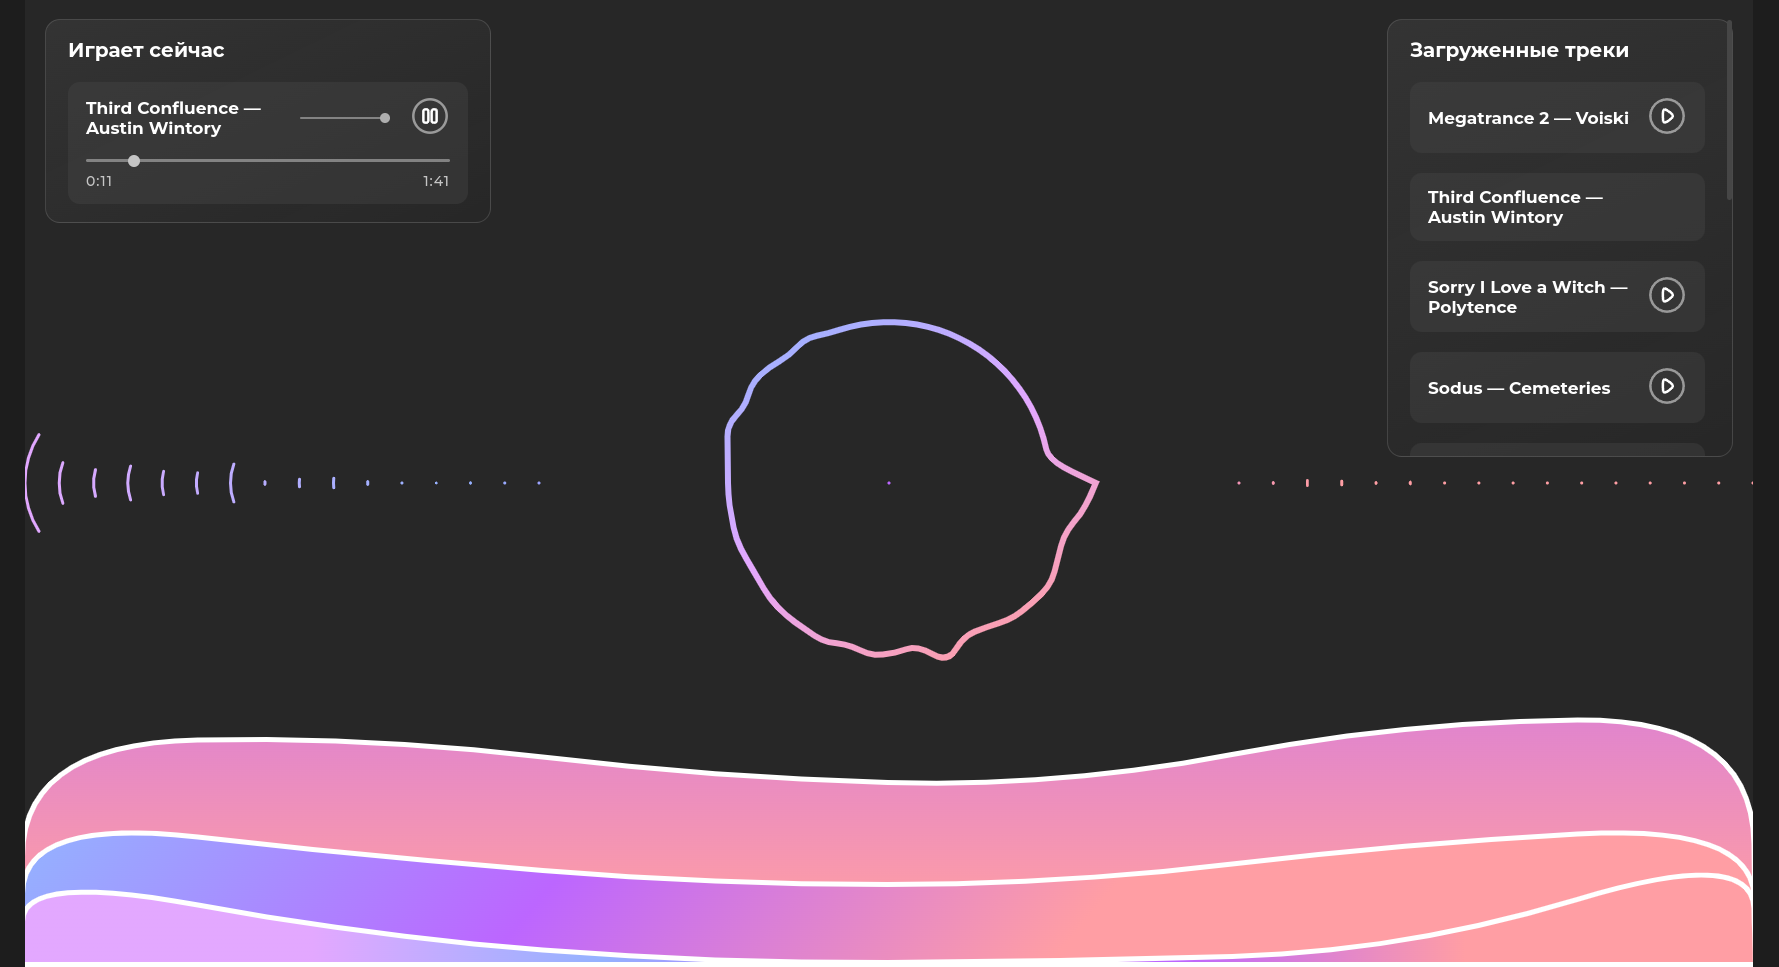 Играет сейчас
Third Confluence —
Austin Wintory
0:11
1:41
Загруженные треки
Megatrance 2 — Voiski
Third Confluence —
Austin Wintory
Sorry I Love a Witch —
Polytence
Sodus — Cemeteries